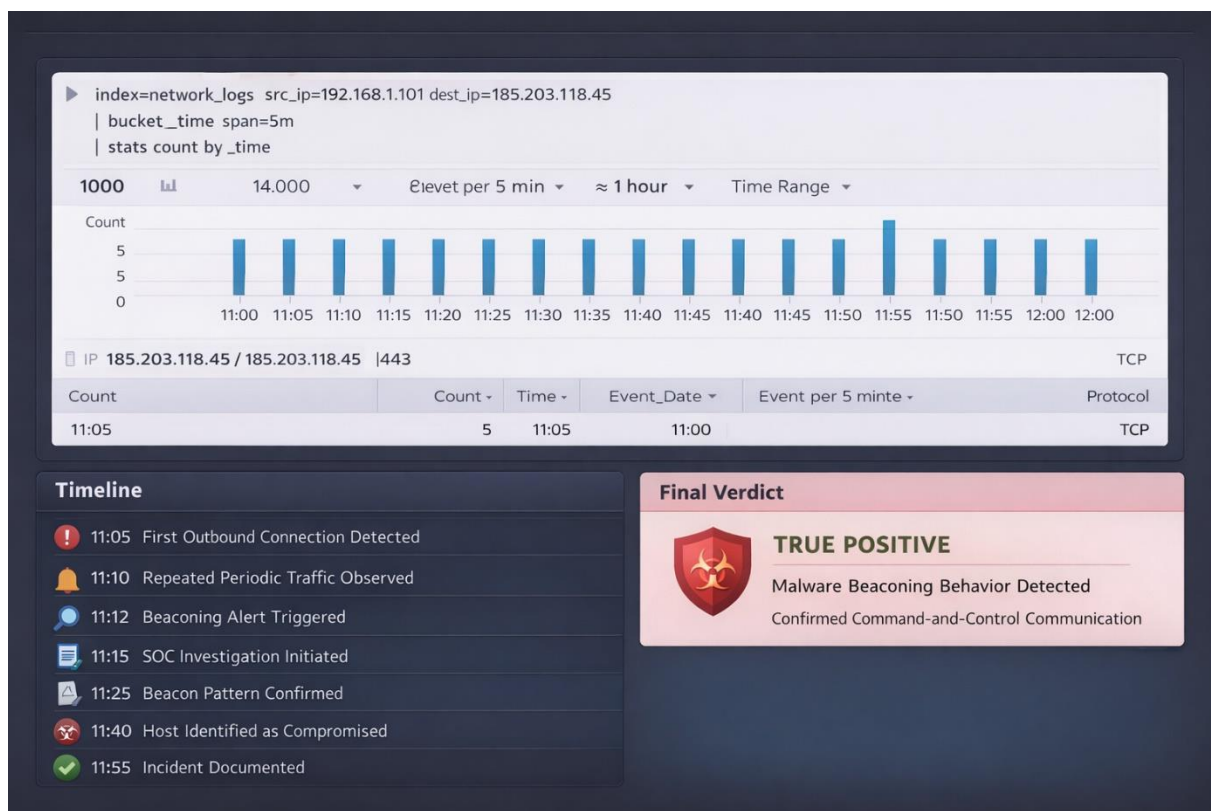 index=network_logs src_ip=192.168.1.101 dest_ip=185.203.118.45
| bucket_time span=5m
| stats count by _time
1000 14.000 per 5 min ≈ 1 hour Time Range
Count
5
5
0
11:00 11:05 11:10 11:15 11:20 11:25 11:30 11:35 11:40 11:45 11:40 11:45 11:50 11:55 11:50 11:55 12:00 12:00
IP 185.203.118.45 / 185.203.118.45 |443 TCP
Count Count Time Event_Date Event per 5 minte Protocol
11:05 5 11:05 11:00 TCP
Timeline
11:05 First Outbound Connection Detected
11:10 Repeated Periodic Traffic Observed
11:12 Beaconing Alert Triggered
11:15 SOC Investigation Initiated
11:25 Beacon Pattern Confirmed
11:40 Host Identified as Compromised
11:55 Incident Documented
Final Verdict
TRUE POSITIVE
Malware Beaconing Behavior Detected
Confirmed Command-and-Control Communication